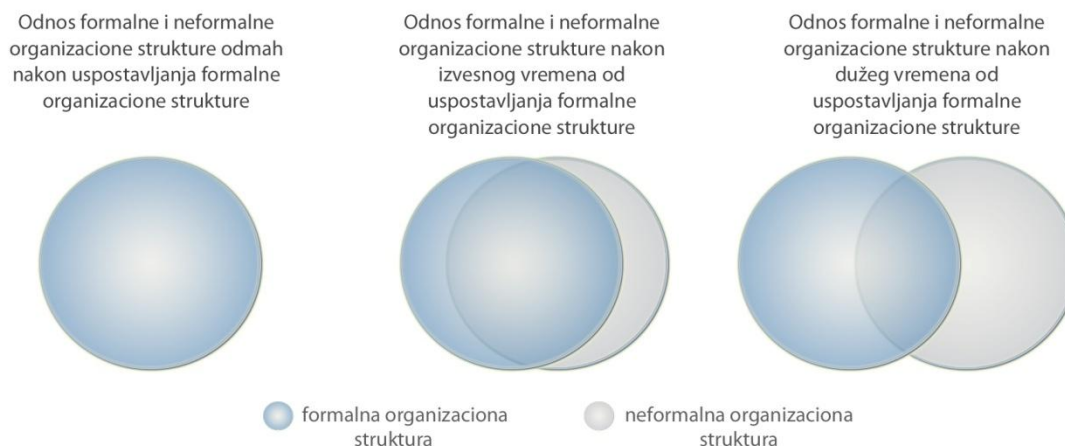 Odnos formalne i neformalne
organizacione strukture odmah
nakon uspostavljanja formalne
organizacione strukture
Odnos formalne i neformalne
organizacione strukture nakon
izvesnog vremena od
uspostavljanja formalne
organizacione strukture
Odnos formalne i neformalne
organizacione strukture nakon
dužeg vremena od
uspostavljanja formalne
organizacione strukture
formalna organizaciona
struktura
neformalna organizaciona
struktura